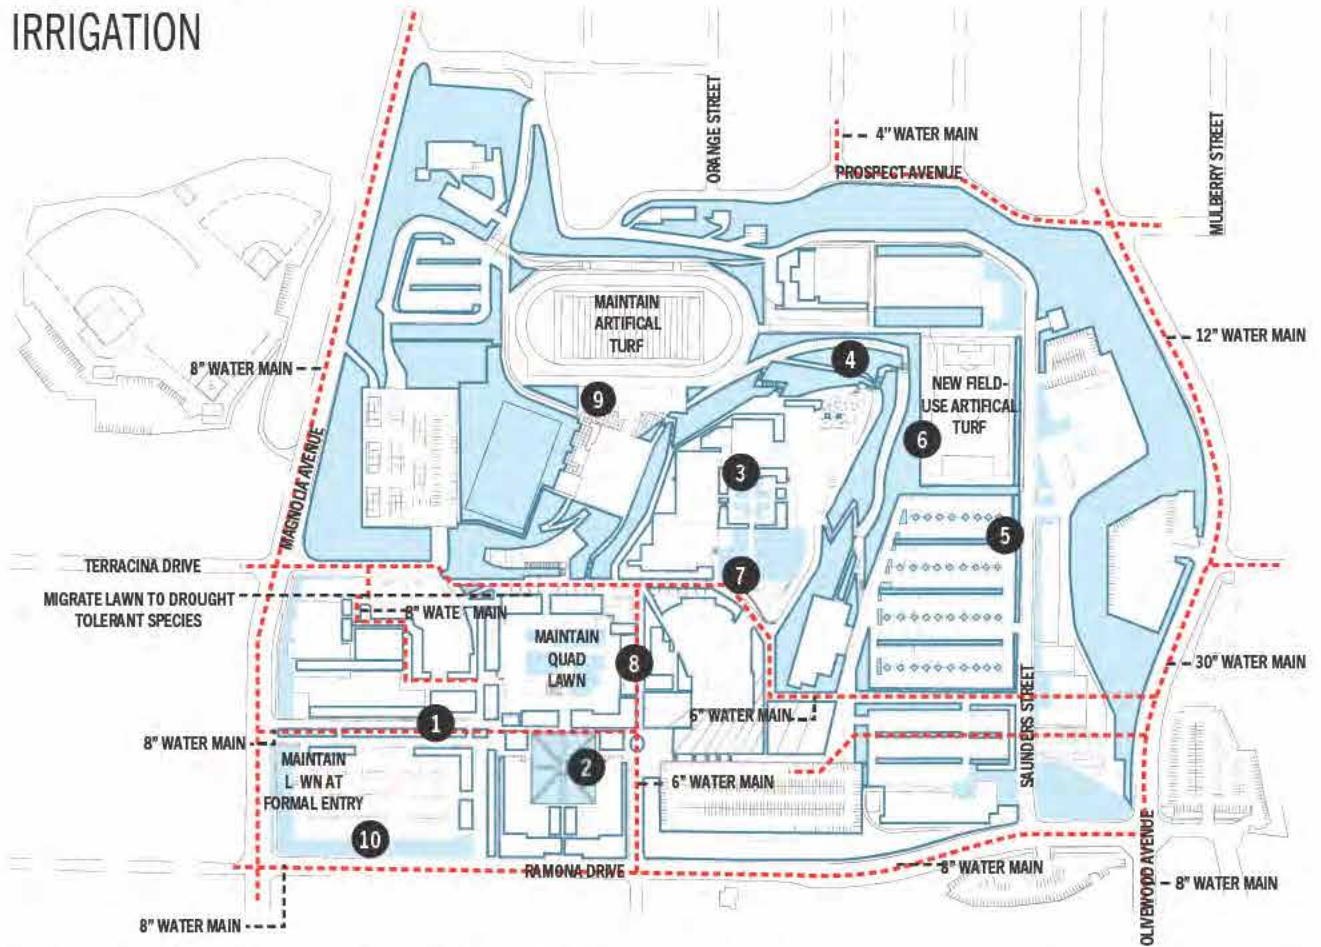 IRRIGATION
ORANGE STREET
4" WATER MAIN
PROSPECT AVENUE
MULBERRY STREET
MAINTAIN
ARTIFICAL
TURF
12" WATER MAIN
8" WATER MAIN
4
9
NEW FIELD-
USE ARTIFICAL
TURF
6
MAGNOLIA AVENUE
3
5
TERRACINA DRIVE
7
MIGRATE LAWN TO DROUGHT
TOLERANT SPECIES
8" WATE MAIN
MAINTAIN
QUAD
LAWN
8
30" WATER MAIN
SAUNDERS STREET
1
6" WATER MAIN
8" WATER MAIN
MAINTAIN
L WN AT
FORMAL ENTRY
2
6" WATER MAIN
10
RAMONA DRIVE
8" WATER MAIN
OLIVEWOOD AVENUE
8" WATER MAIN
8" WATER MAIN